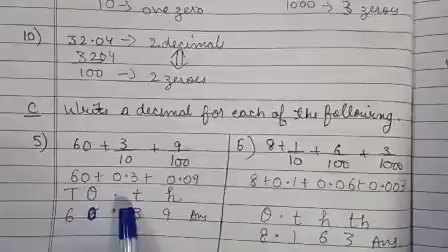 10 → one zero
1000 → 3 zeroes
10) 32.04 → 2 decimal
3204
100 → 2 zeroes
C Write a decimal for each of the following.
5) 60 + 3/10 + 9/100
60 + 0.3 + 0.09
T O . t h
6 0 . 3 9 Ans
6) 8 + 1/10 + 6/100 + 3/1000
8 + 0.1 + 0.06 + 0.003
O . t h th
8 . 1 6 3 Ans